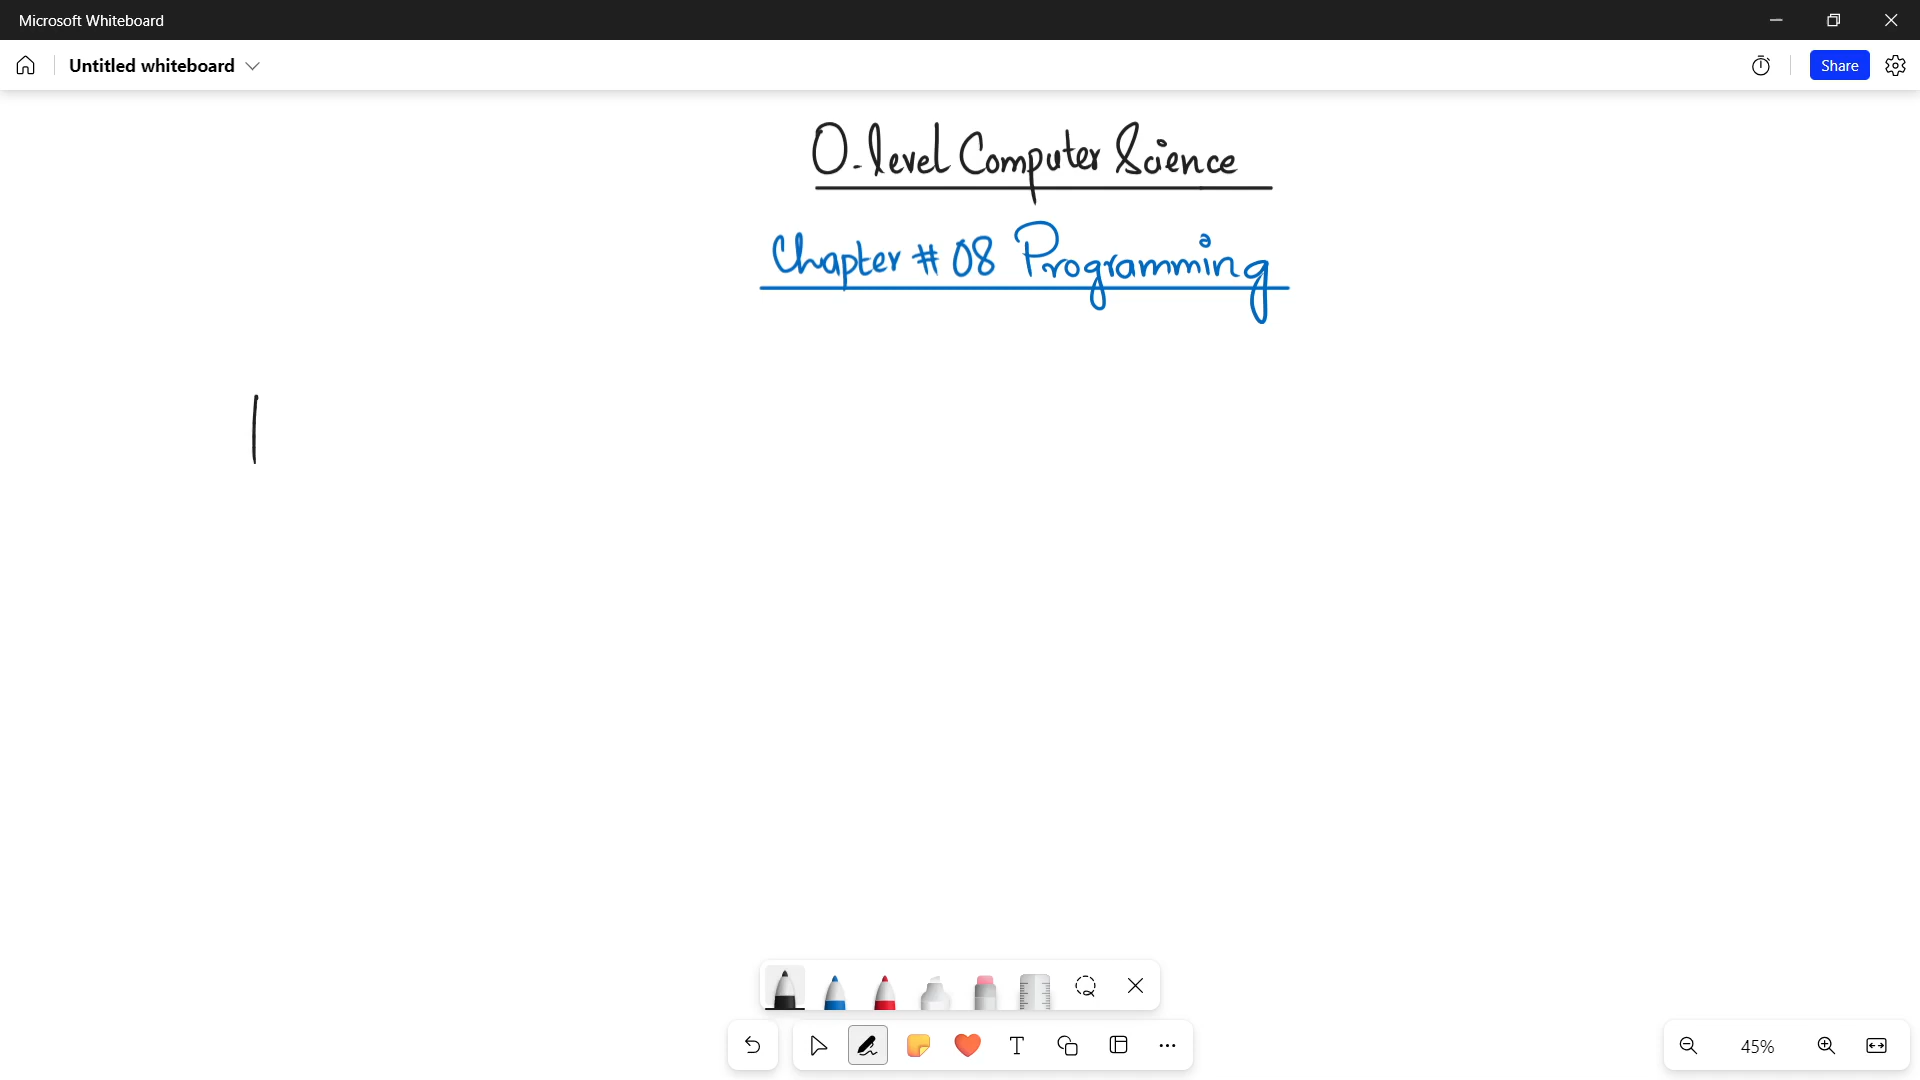 Microsoft Whiteboard
Untitled whiteboard
Share
O-level Computer Science
Chapter # 08 Programming
45%